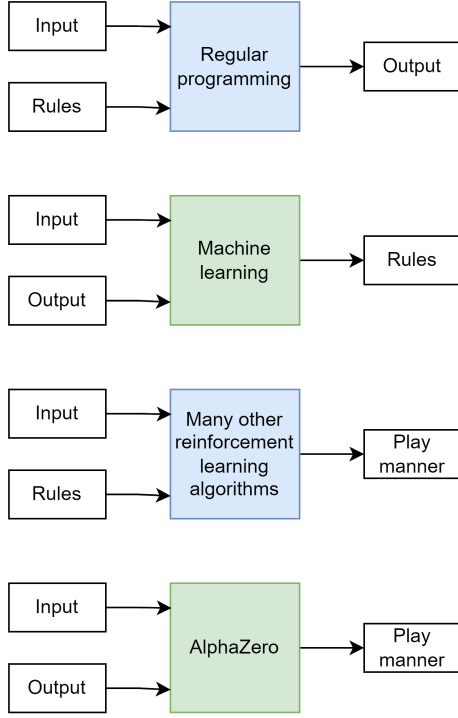 Input
Rules
Regular
programming
Output
Input
Output
Machine
learning
Rules
Input
Rules
Many other
reinforcement
learning
algorithms
Play
manner
Input
Output
AlphaZero
Play
manner